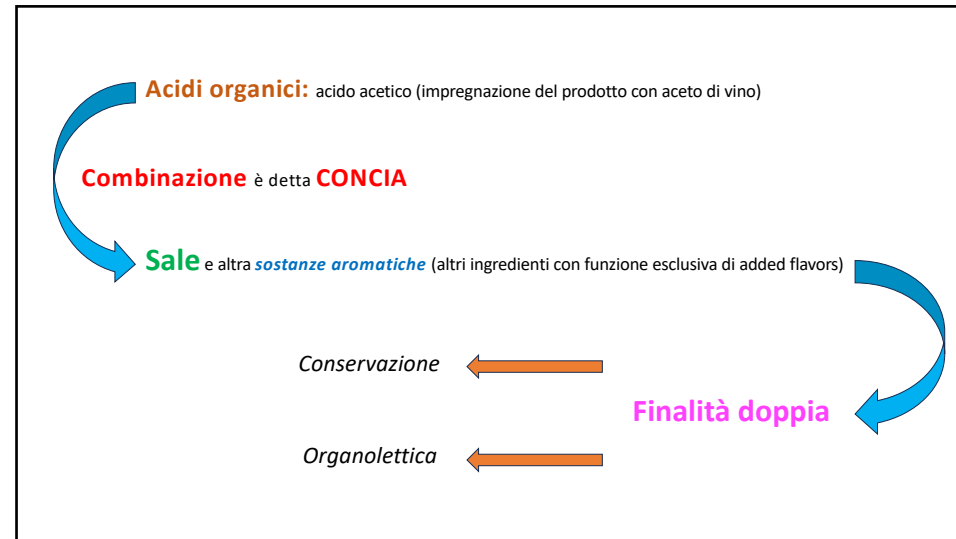 Acidi organici: acido acetico (impregnazione del prodotto con aceto di vino)
Combinazione è detta CONCIA
Sale e altra sostanze aromatiche (altri ingredienti con funzione esclusiva di added flavors)
Conservazione
Finalità doppia
Organolettica